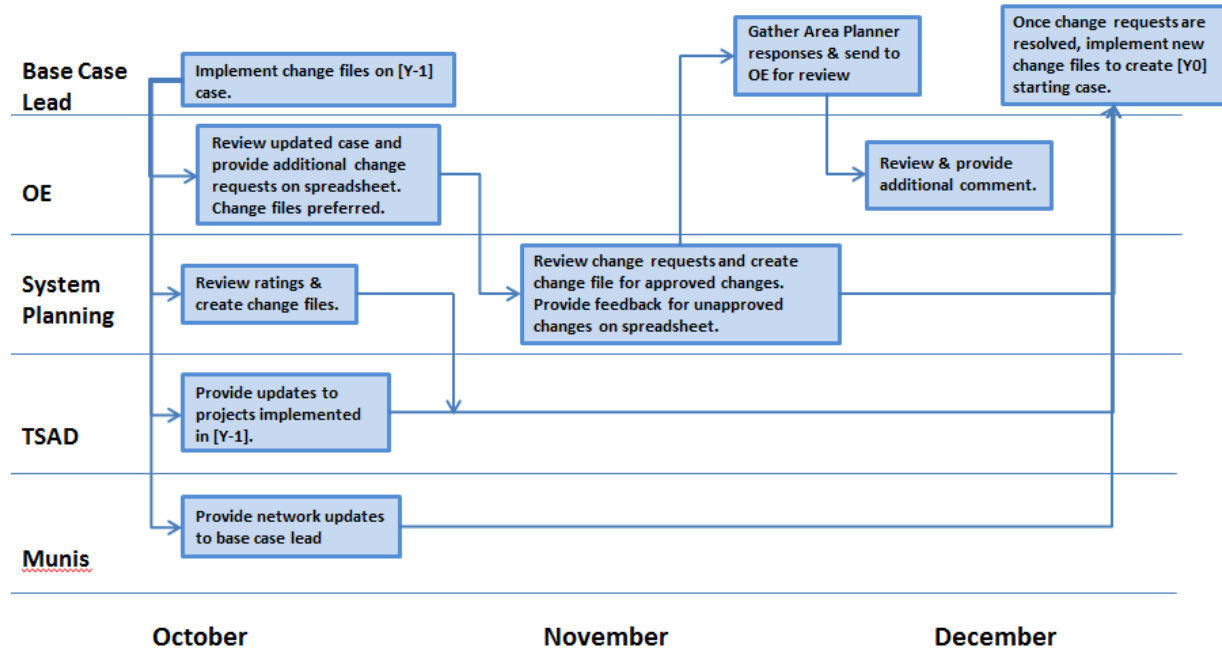 Base Case
Lead
Implement change files on [Y-1]
case.
Gather Area Planner
responses & send to
OE for review
Once change requests are
resolved, implement new
change files to create [Y0]
starting case.
OE
Review updated case and
provide additional change
requests on spreadsheet.
Change files preferred.
Review & provide
additional comment.
System
Planning
Review ratings &
create change files.
Review change requests and create
change file for approved changes.
Provide feedback for unapproved
changes on spreadsheet.
TSAD
Provide updates to
projects implemented
in [Y-1].
Munis
Provide network updates
to base case lead
October
November
December